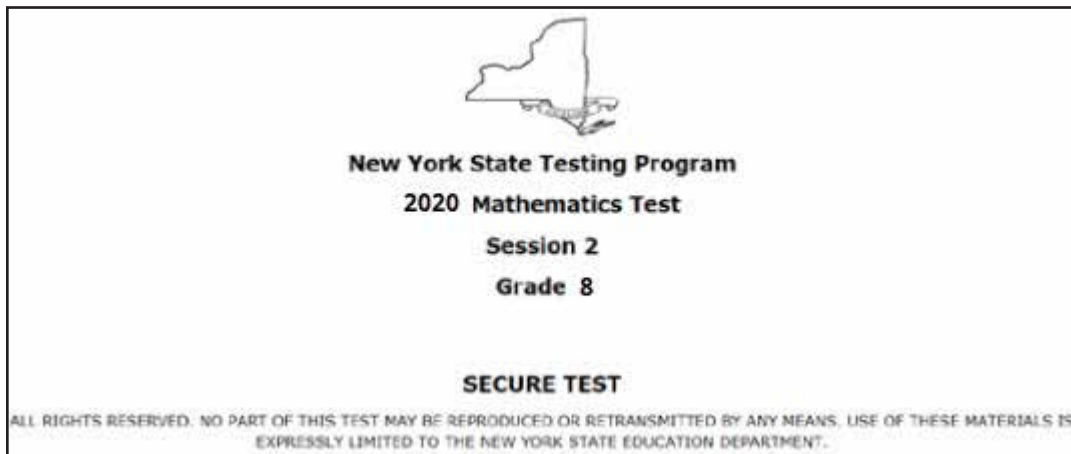 New York State Testing Program
2020 Mathematics Test
Session 2
Grade 8
SECURE TEST
ALL RIGHTS RESERVED. NO PART OF THIS TEST MAY BE REPRODUCED OR RETRANSMITTED BY ANY MEANS. USE OF THESE MATERIALS IS
EXPRESSLY LIMITED TO THE NEW YORK STATE EDUCATION DEPARTMENT.